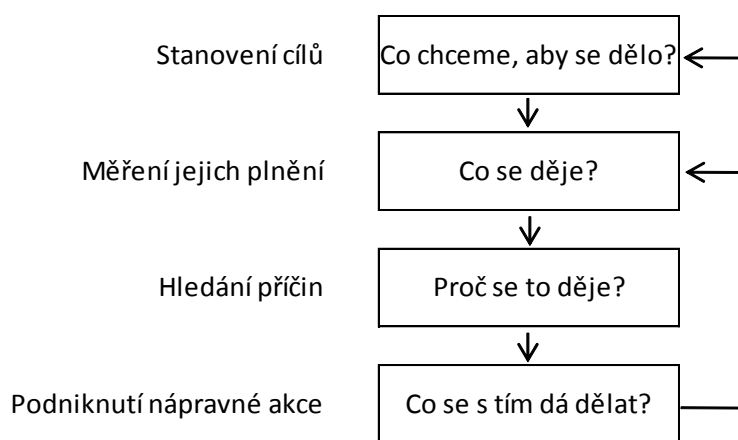 Stanovení cílů
Co chceme, aby se dělo?
Měření jejich plnění
Co se děje?
Hledání příčin
Proč se to děje?
Podniknutí nápravné akce
Co se s tím dá dělat?